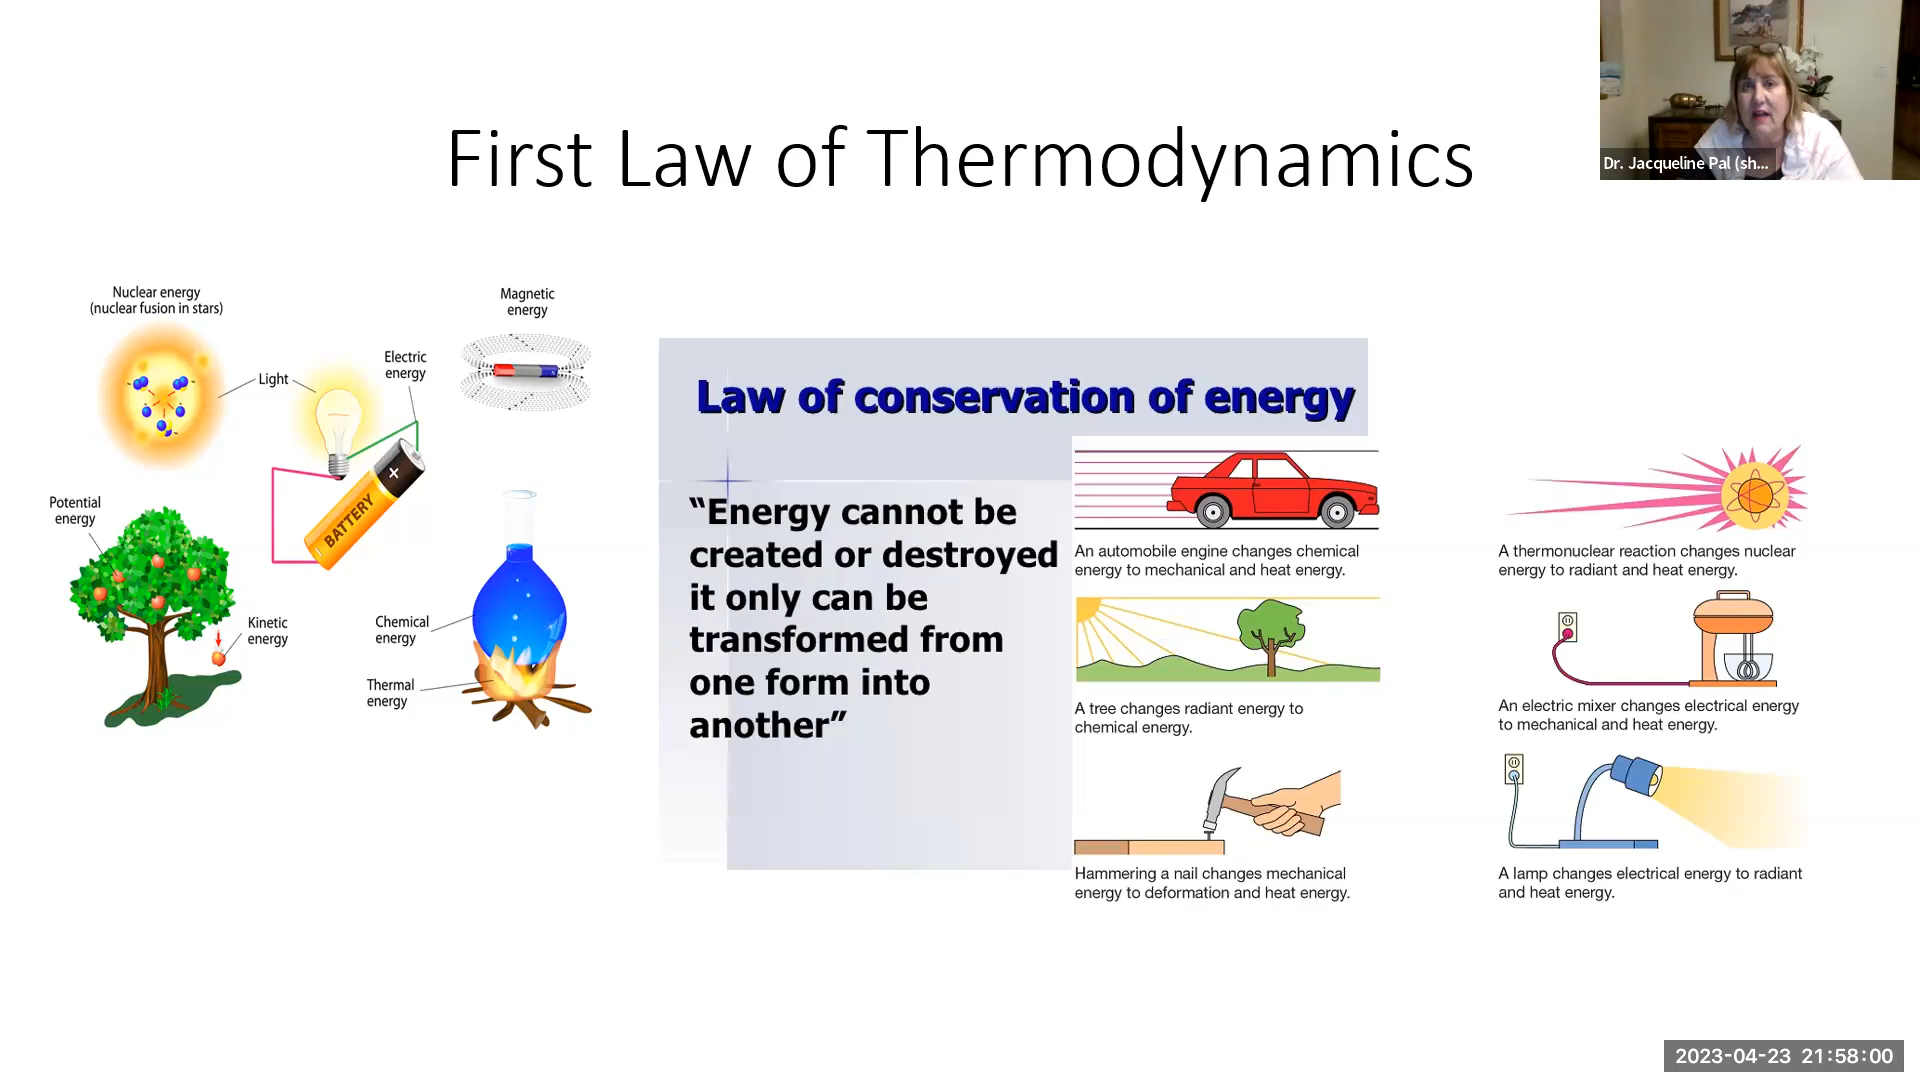 First Law of Thermodynamics
Dr. Jacqueline Pal (sh...
Nuclear energy
(nuclear fusion in stars)
Magnetic
energy
Light
Electric
energy
BATTERY
+
Potential
energy
Kinetic
energy
Chemical
energy
Thermal
energy
Law of conservation of energy
“Energy cannot be
created or destroyed
it only can be
transformed from
one form into
another”
An automobile engine changes chemical
energy to mechanical and heat energy.
A tree changes radiant energy to
chemical energy.
Hammering a nail changes mechanical
energy to deformation and heat energy.
A thermonuclear reaction changes nuclear
energy to radiant and heat energy.
An electric mixer changes electrical energy
to mechanical and heat energy.
A lamp changes electrical energy to radiant
and heat energy.
2023-04-23 21:58:00